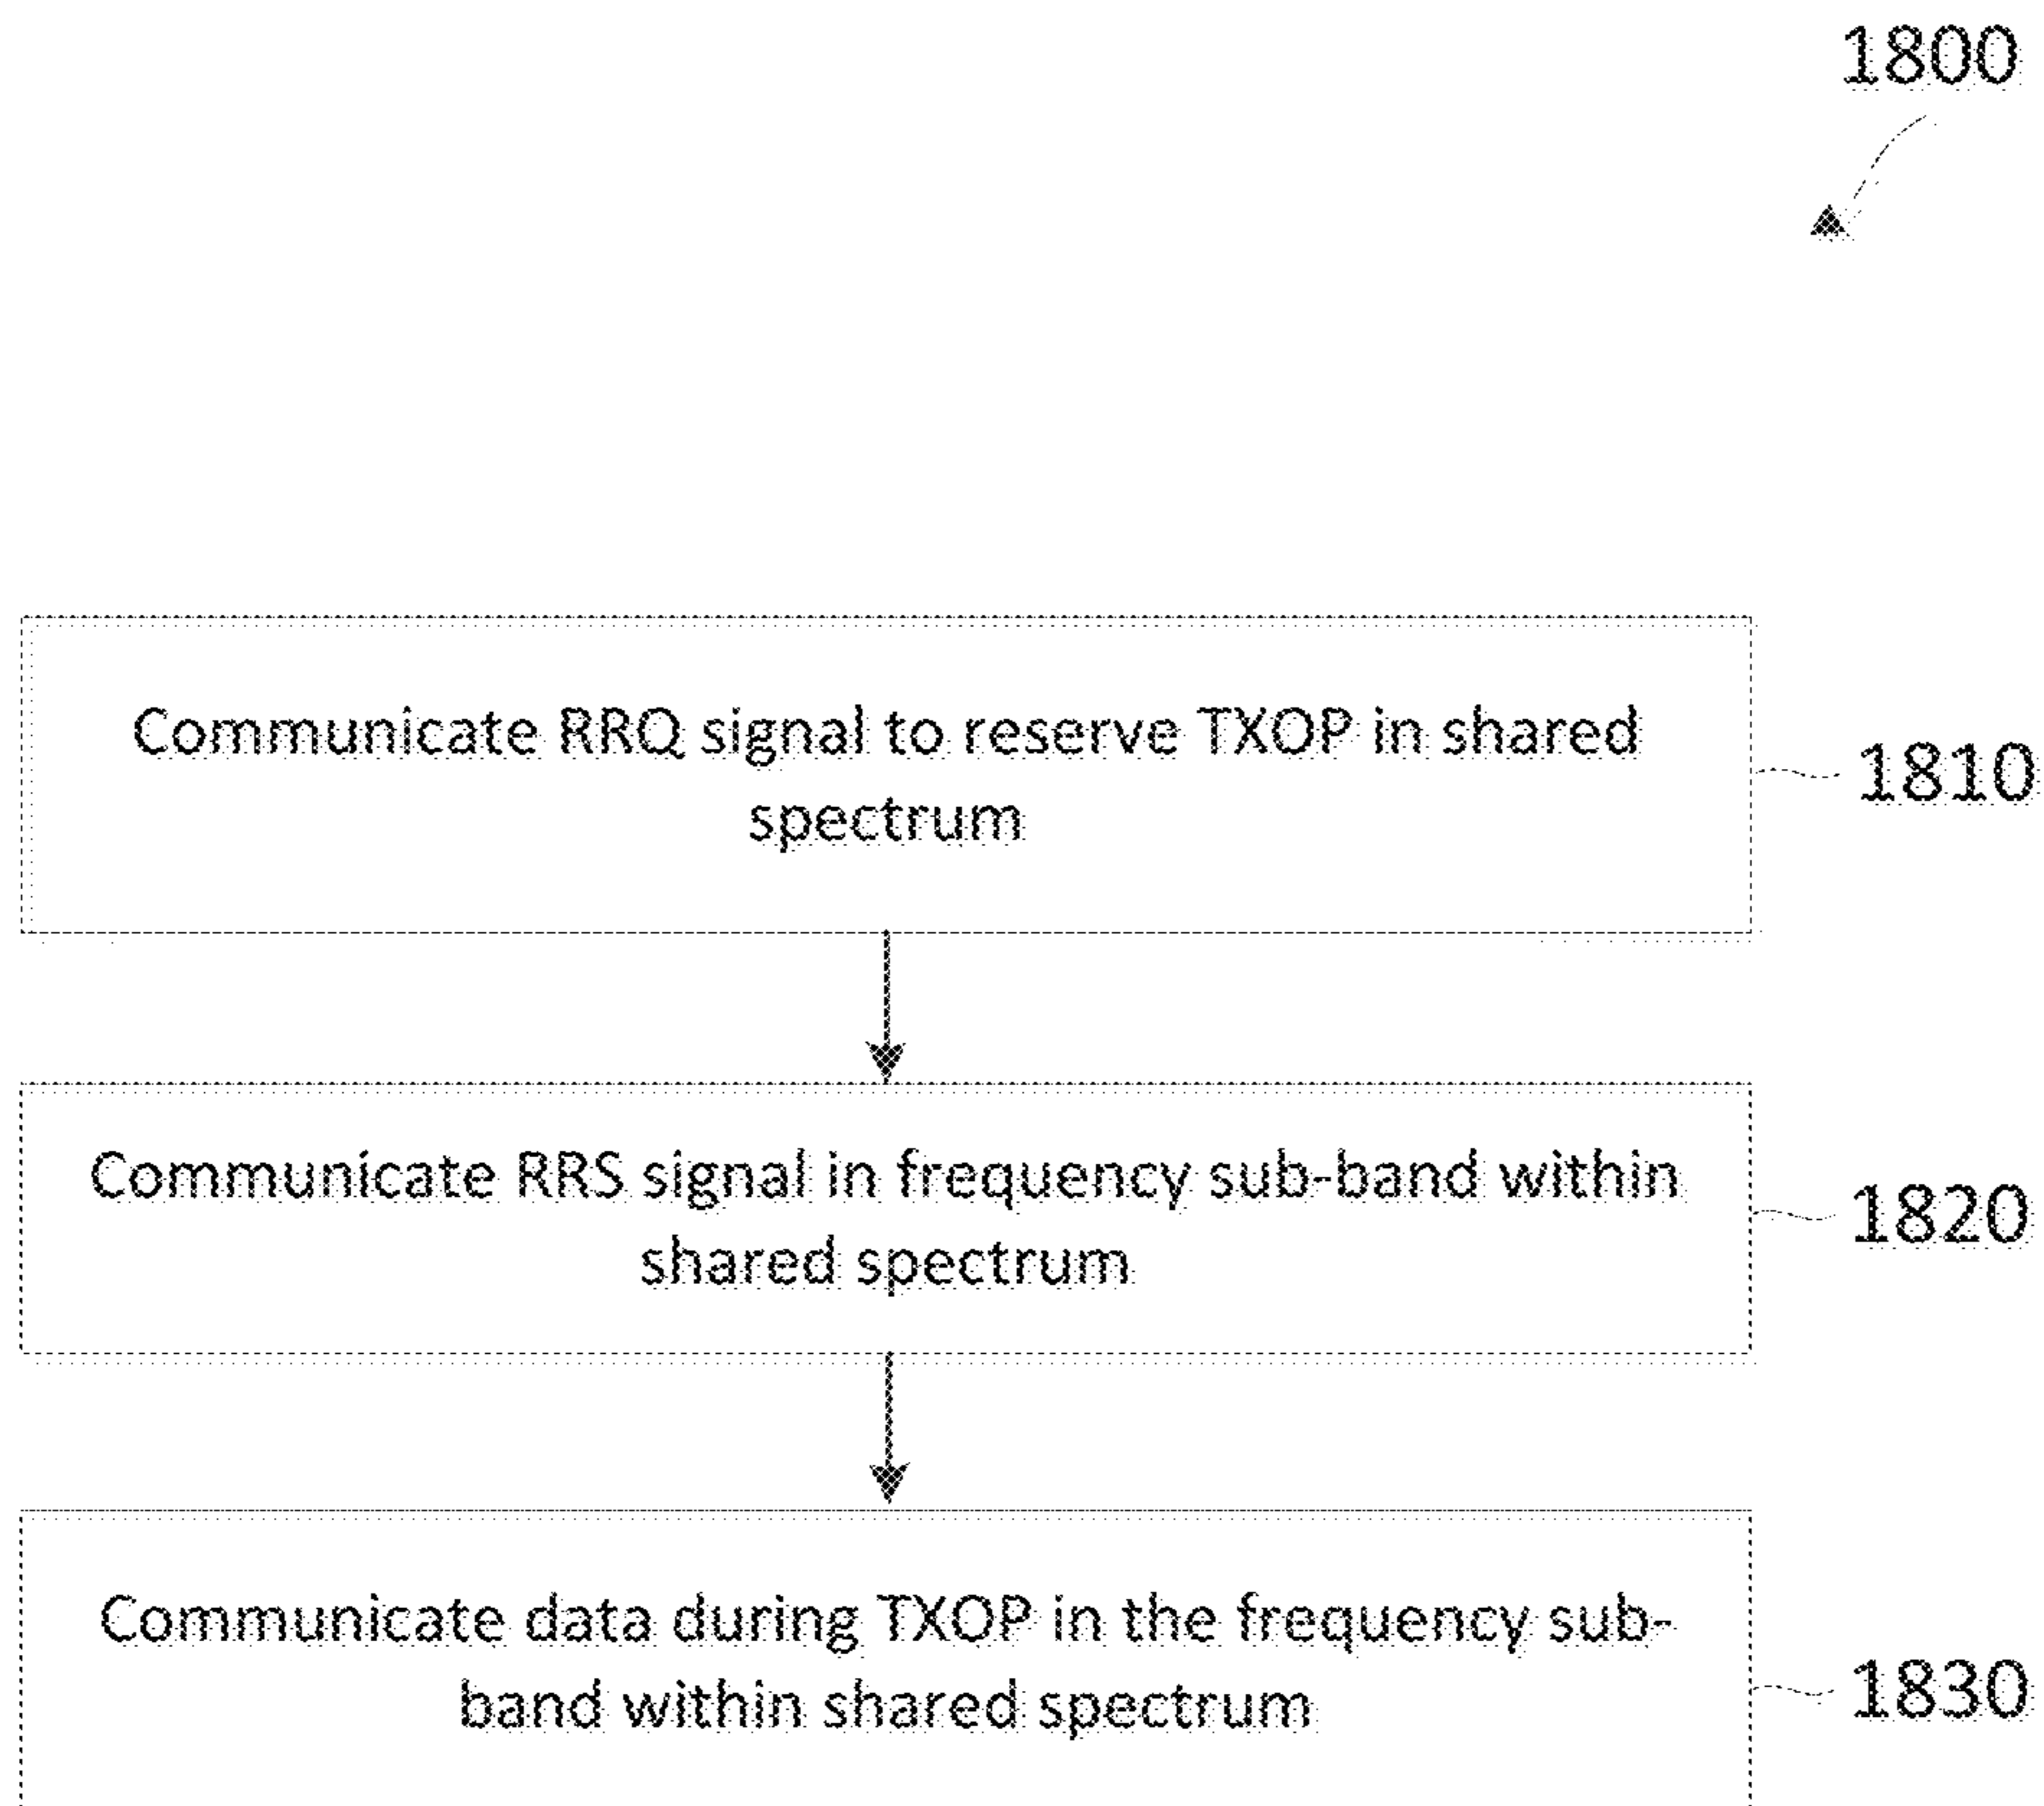 1800
Communicate RRQ signal to reserve TXOP in shared
spectrum
1810
Communicate RRS signal in frequency sub-band within
shared spectrum
1820
Communicate data during TXOP in the frequency sub-
band within shared spectrum
1830